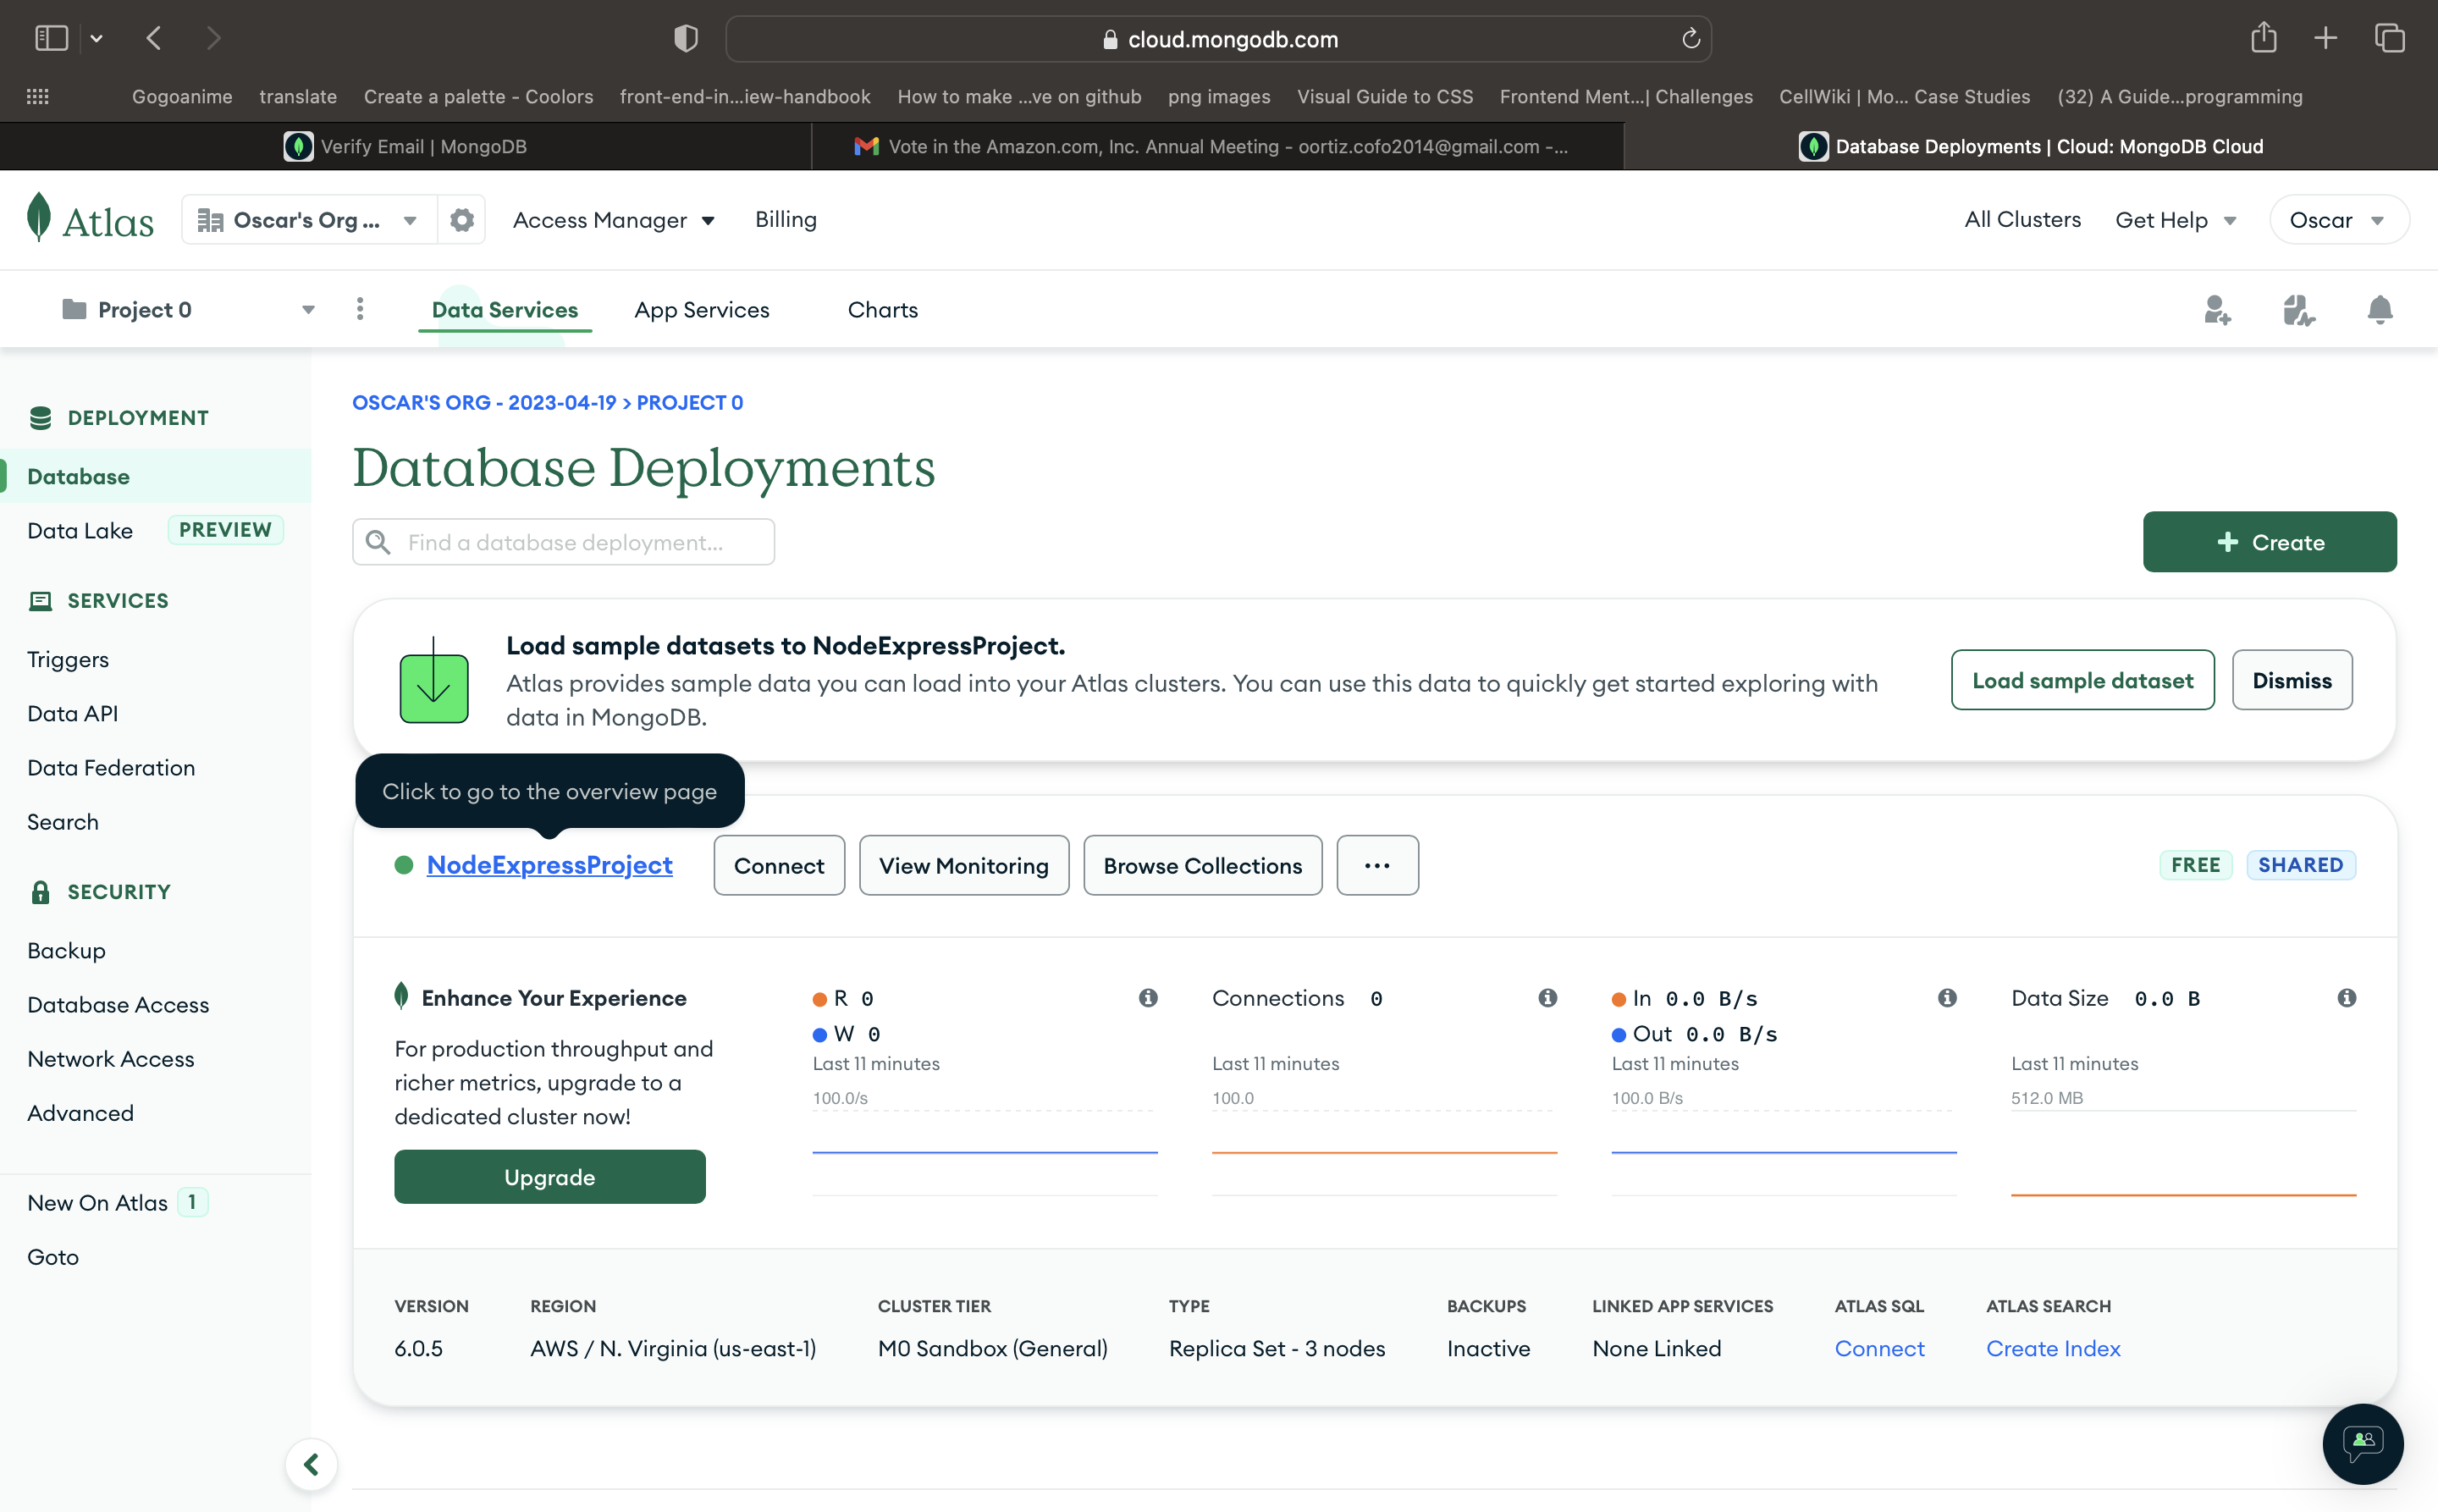 cloud.mongodb.com
Gogoanime translate Create a palette - Coolors front-end-in...iew-handbook How to make ...ve on github png images Visual Guide to CSS Frontend Ment...| Challenges CellWiki | Mo... Case Studies (32) A Guide...programming
Verify Email | MongoDB
Vote in the Amazon.com, Inc. Annual Meeting - oortiz.cofo2014@gmail.com -...
Database Deployments | Cloud: MongoDB Cloud
Atlas
Oscar's Org ...
Access Manager
Billing
All Clusters
Get Help
Oscar
Project 0
Data Services
App Services
Charts
DEPLOYMENT
Database
Data Lake PREVIEW
SERVICES
Triggers
Data API
Data Federation
Search
SECURITY
Backup
Database Access
Network Access
Advanced
New On Atlas 1
Goto
OSCAR'S ORG - 2023-04-19 > PROJECT 0
Database Deployments
Find a database deployment...
+ Create
Load sample datasets to NodeExpressProject.
Atlas provides sample data you can load into your Atlas clusters. You can use this data to quickly get started exploring with
data in MongoDB.
Load sample dataset
Dismiss
Click to go to the overview page
NodeExpressProject
Connect
View Monitoring
Browse Collections
...
FREE
SHARED
Enhance Your Experience
For production throughput and
richer metrics, upgrade to a
dedicated cluster now!
Upgrade
R 0
W 0
Last 11 minutes
100.0/s
Connections 0
Last 11 minutes
100.0
In 0.0 B/s
Out 0.0 B/s
Last 11 minutes
100.0 B/s
Data Size 0.0 B
Last 11 minutes
512.0 MB
VERSION
6.0.5
REGION
AWS / N. Virginia (us-east-1)
CLUSTER TIER
M0 Sandbox (General)
TYPE
Replica Set - 3 nodes
BACKUPS
Inactive
LINKED APP SERVICES
None Linked
ATLAS SQL
Connect
ATLAS SEARCH
Create Index